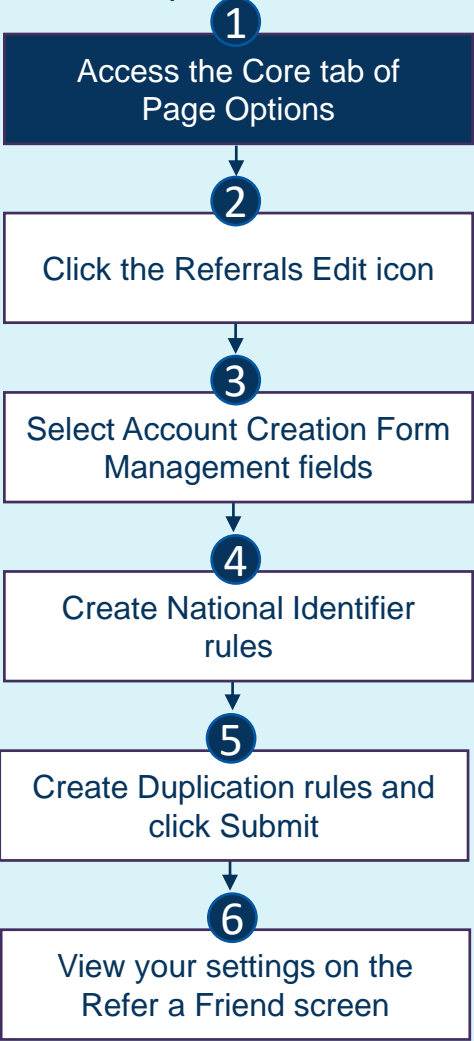 1
Access the Core tab of
Page Options
2
Click the Referrals Edit icon
3
Select Account Creation Form
Management fields
4
Create National Identifier
rules
5
Create Duplication rules and
click Submit
6
View your settings on the
Refer a Friend screen